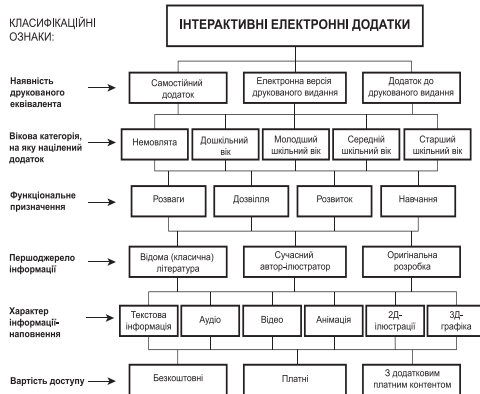 КЛАСИФІКАЦІЙНІ
ОЗНАКИ:
ІНТЕРАКТИВНІ ЕЛЕКТРОННІ ДОДАТКИ
Наявність
друкованого
еквівалента
Самостійний
додаток
Електронна версія
друкованого видання
Додаток до
друкованого видання
Вікова категорія,
на яку націлений
додаток
Немовлята
Дошкільний
вік
Молодший
шкільний вік
Середній
шкільний вік
Старший
шкільний вік
Функціональне
призначення
Розваги
Дозвілля
Розвиток
Навчання
Першоджерело
інформації
Відома (класична)
література
Сучасний
автор-ілюстратор
Оригінальна
розробка
Характер
інформації-
наповнення
Текстова
інформація
Аудіо
Відео
Анімація
2Д-
ілюстрації
3Д-
графіка
Вартість доступу
Безкоштовні
Платні
З додатковим
платним контентом